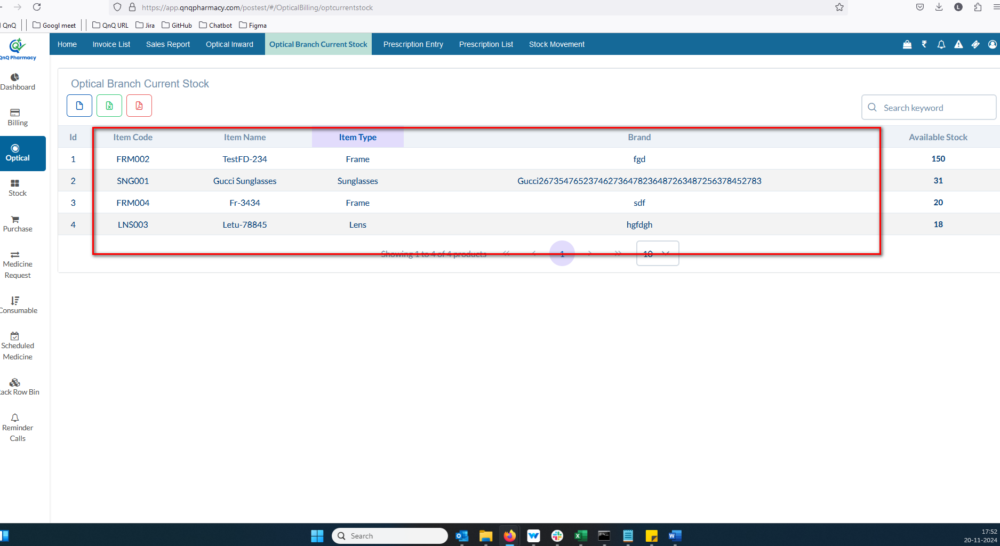 https://app.qnqpharmacy.com/postest/#/OpticalBilling/optcurrentstock
L
QnQ Googl meet QnQ URL Jira GitHub Chatbot Figma
QnQ Pharmacy
Home Invoice List Sales Report Optical Inward Optical Branch Current Stock Prescription Entry Prescription List Stock Movement
Dashboard
Billing
Optical
Stock
Purchase
Medicine
Request
Consumable
Scheduled
Medicine
Rack Row Bin
Reminder
Calls
Optical Branch Current Stock
Search keyword
Id Item Code Item Name Item Type Brand Available Stock
1 FRM002 TestFD-234 Frame fgd 150
2 SNG001 Gucci Sunglasses Sunglasses Gucci267354765237462736478236487263487256378452783 31
3 FRM004 Fr-3434 Frame sdf 20
4 LNS003 Letu-78845 Lens hgfdgh 18
Showing 1 to 4 of 4 products « ‹ 1 › » 10
Search
17:52
20-11-2024